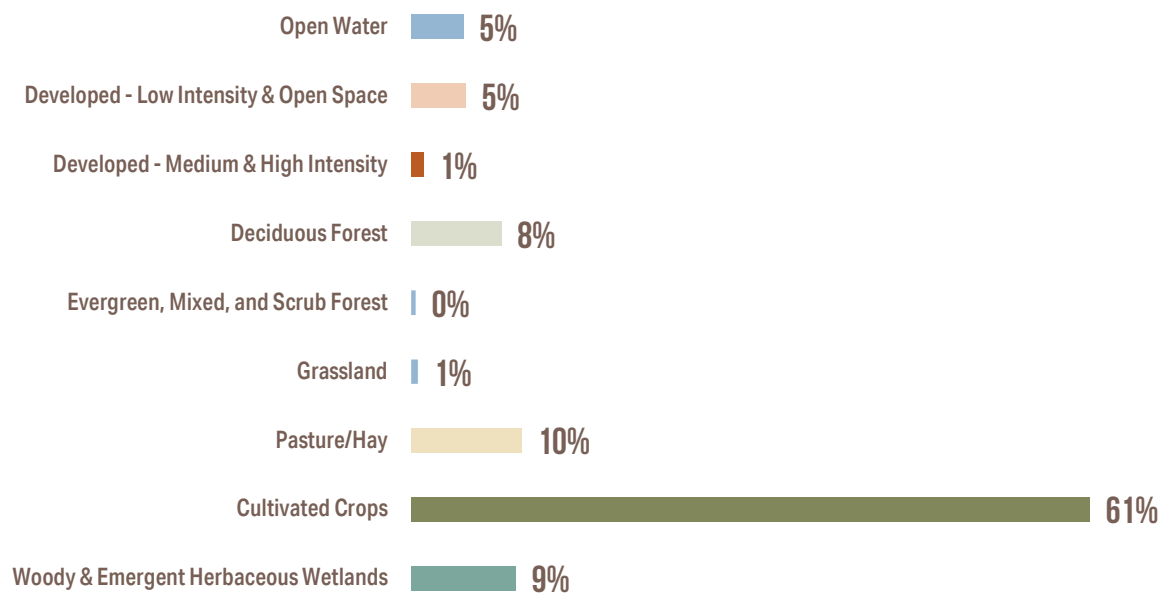 Open Water 5%
Developed - Low Intensity & Open Space 5%
Developed - Medium & High Intensity 1%
Deciduous Forest 8%
Evergreen, Mixed, and Scrub Forest 0%
Grassland 1%
Pasture/Hay 10%
Cultivated Crops 61%
Woody & Emergent Herbaceous Wetlands 9%